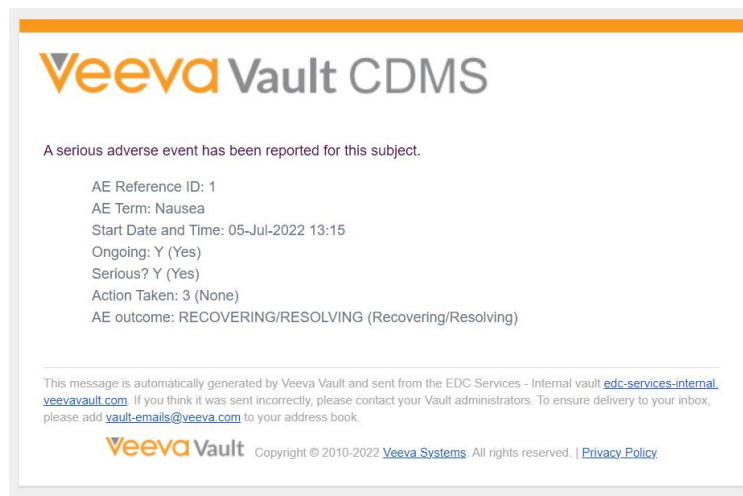 Veeva Vault CDMS
A serious adverse event has been reported for this subject.
AE Reference ID: 1
AE Term: Nausea
Start Date and Time: 05-Jul-2022 13:15
Ongoing: Y (Yes)
Serious? Y (Yes)
Action Taken: 3 (None)
AE outcome: RECOVERING/RESOLVING (Recovering/Resolving)
This message is automatically generated by Veeva Vault and sent from the EDC Services - Internal vault edc-services-internal.
veevavault.com. If you think it was sent incorrectly, please contact your Vault administrators. To ensure delivery to your inbox,
please add vault-emails@veeva.com to your address book.
Veeva Vault Copyright © 2010-2022 Veeva Systems. All rights reserved. | Privacy Policy